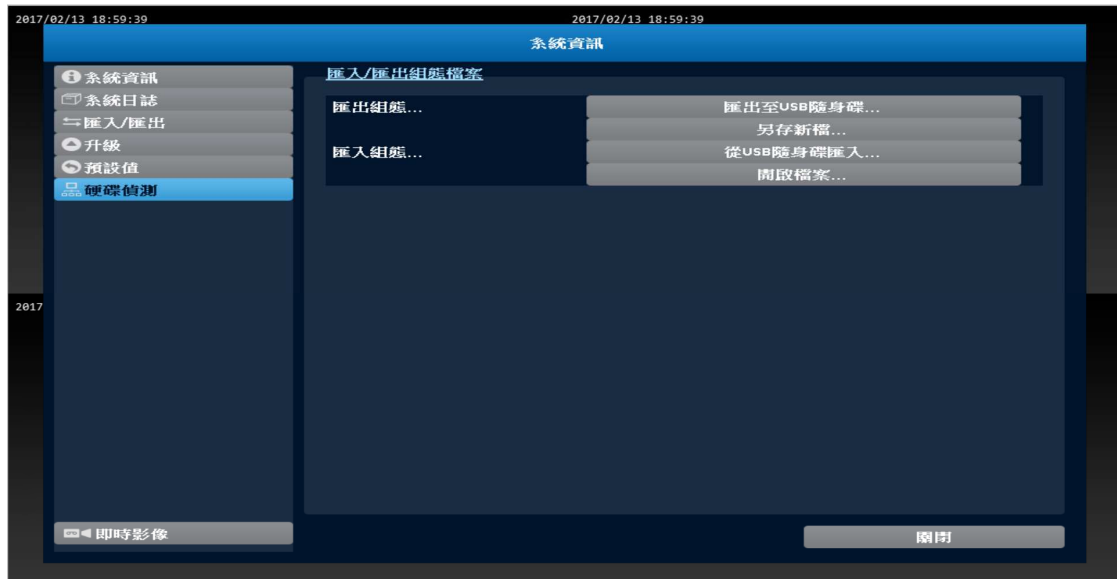 2017/02/13 18:59:39
2017/02/13 18:59:39
系統資訊
系統資訊
系統日誌
匯入/匯出
升級
預設值
硬碟偵測
匯入/匯出組態檔案
匯出組態...
匯出至USB隨身碟...
另存新檔...
匯入組態...
從USB隨身碟匯入...
開啟檔案...
2017
即時影像
關閉